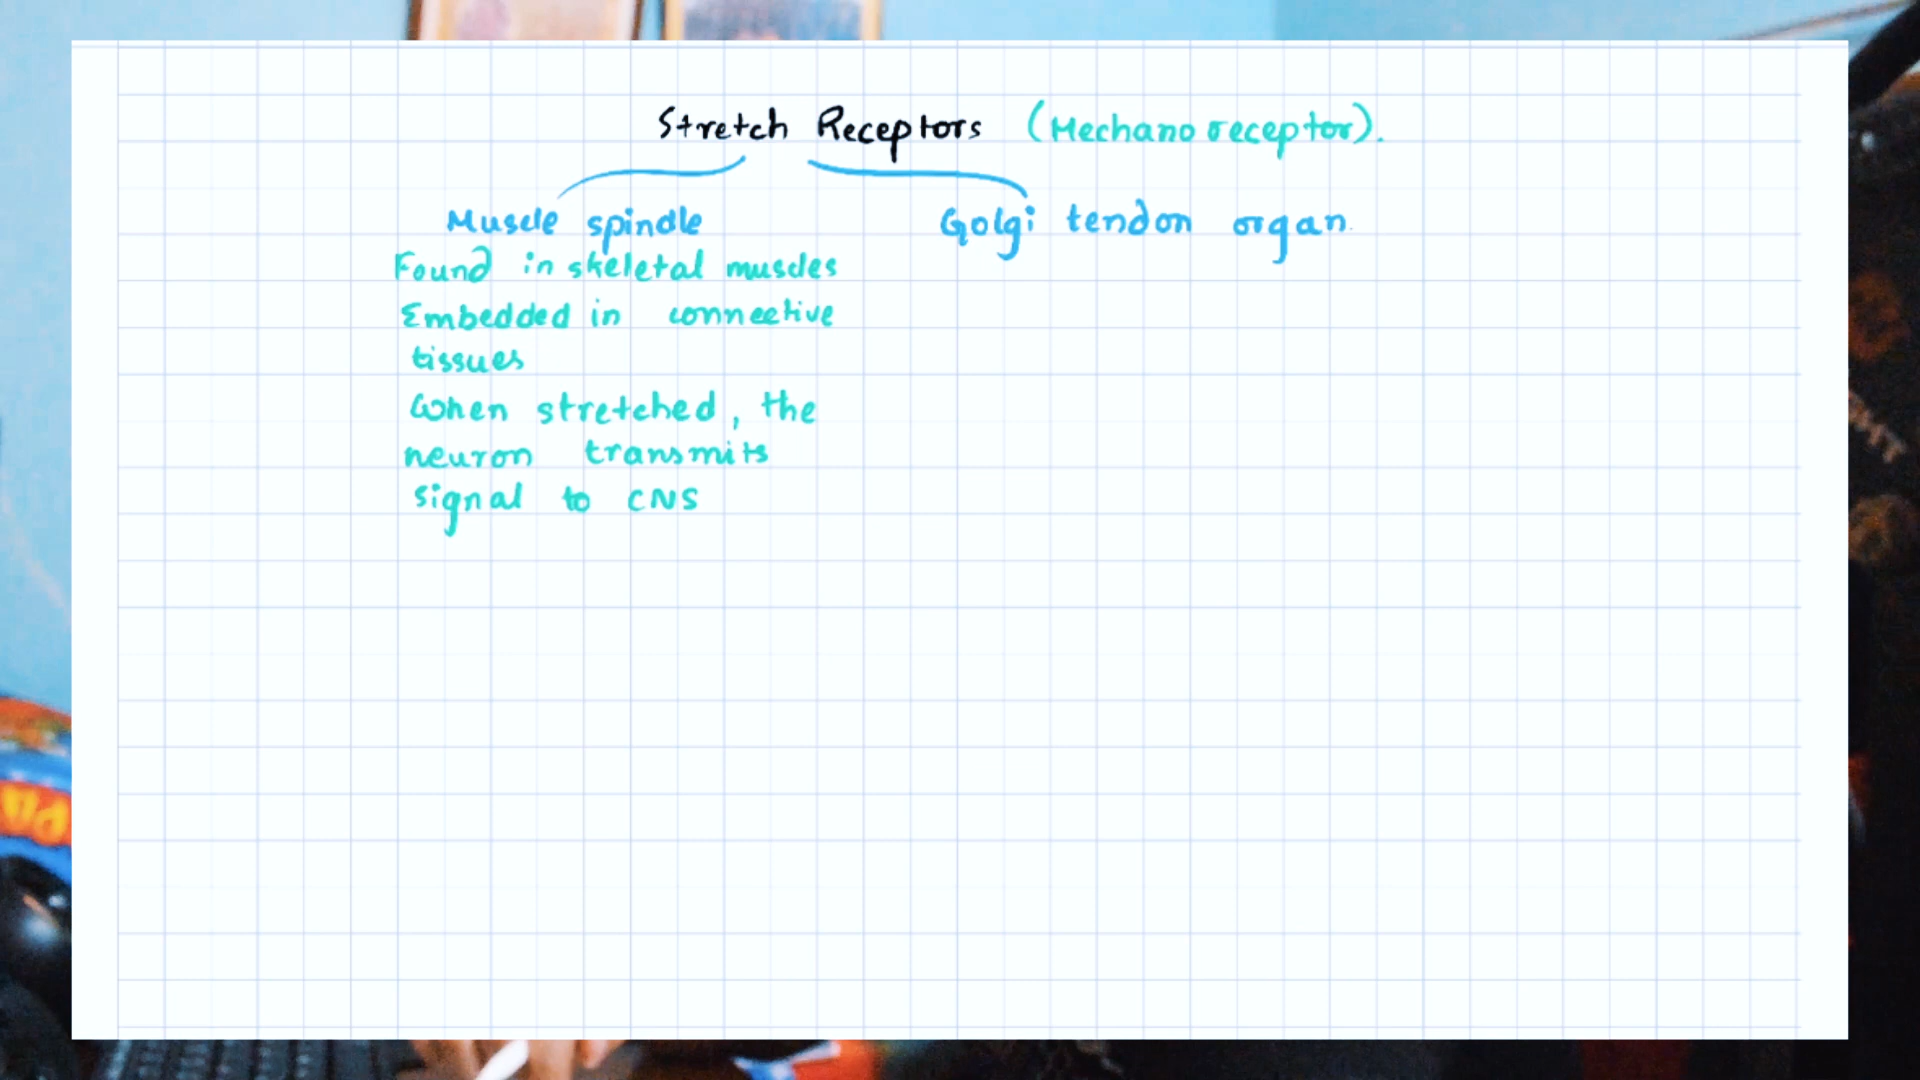 Stretch Receptors (Mechano receptor).
Muscle spindle
Golgi tendon organ.
Found in skeletal muscles
Embedded in connective
tissues
When stretched, the
neuron transmits
signal to CNS